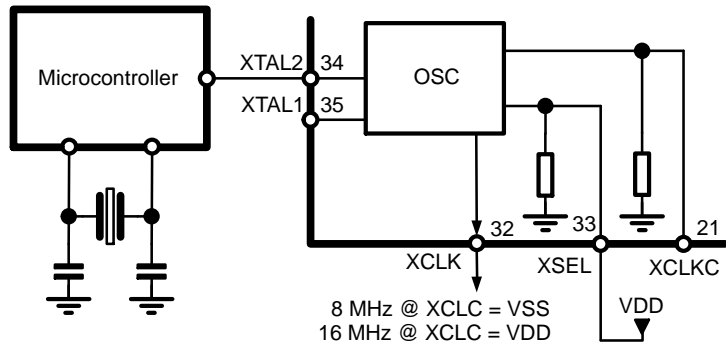 Microcontroller
XTAL2 34
XTAL1 35
OSC
32 33 21
XCLK XSEL XCLKC
8 MHz @ XCLC = VSS
16 MHz @ XCLC = VDD
VDD